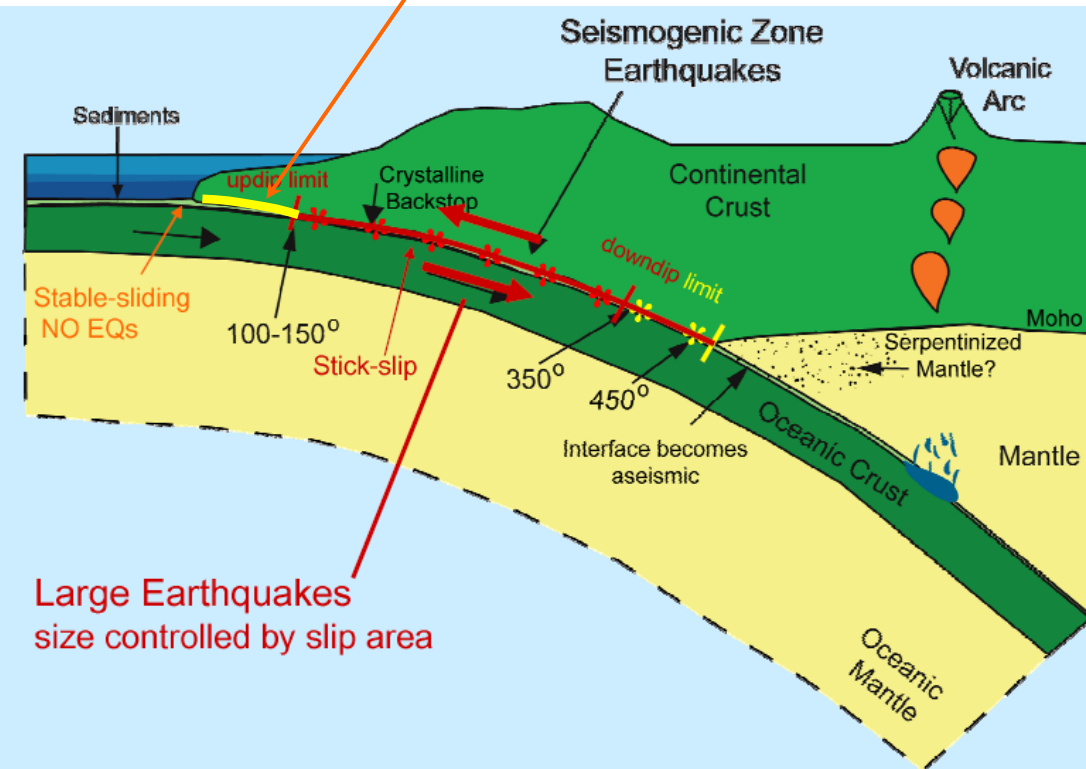 Seismogenic Zone
Earthquakes
Volcanic
Arc
Sediments
updip limit
Crystalline
Backstop
Continental
Crust
downdip limit
Stable-sliding
NO EQs
100-150°
Stick-slip
350°
450°
Moho
Serpentinized
Mantle?
Interface becomes
aseismic
Oceanic Crust
Mantle
Large Earthquakes
size controlled by slip area
Oceanic
Mantle